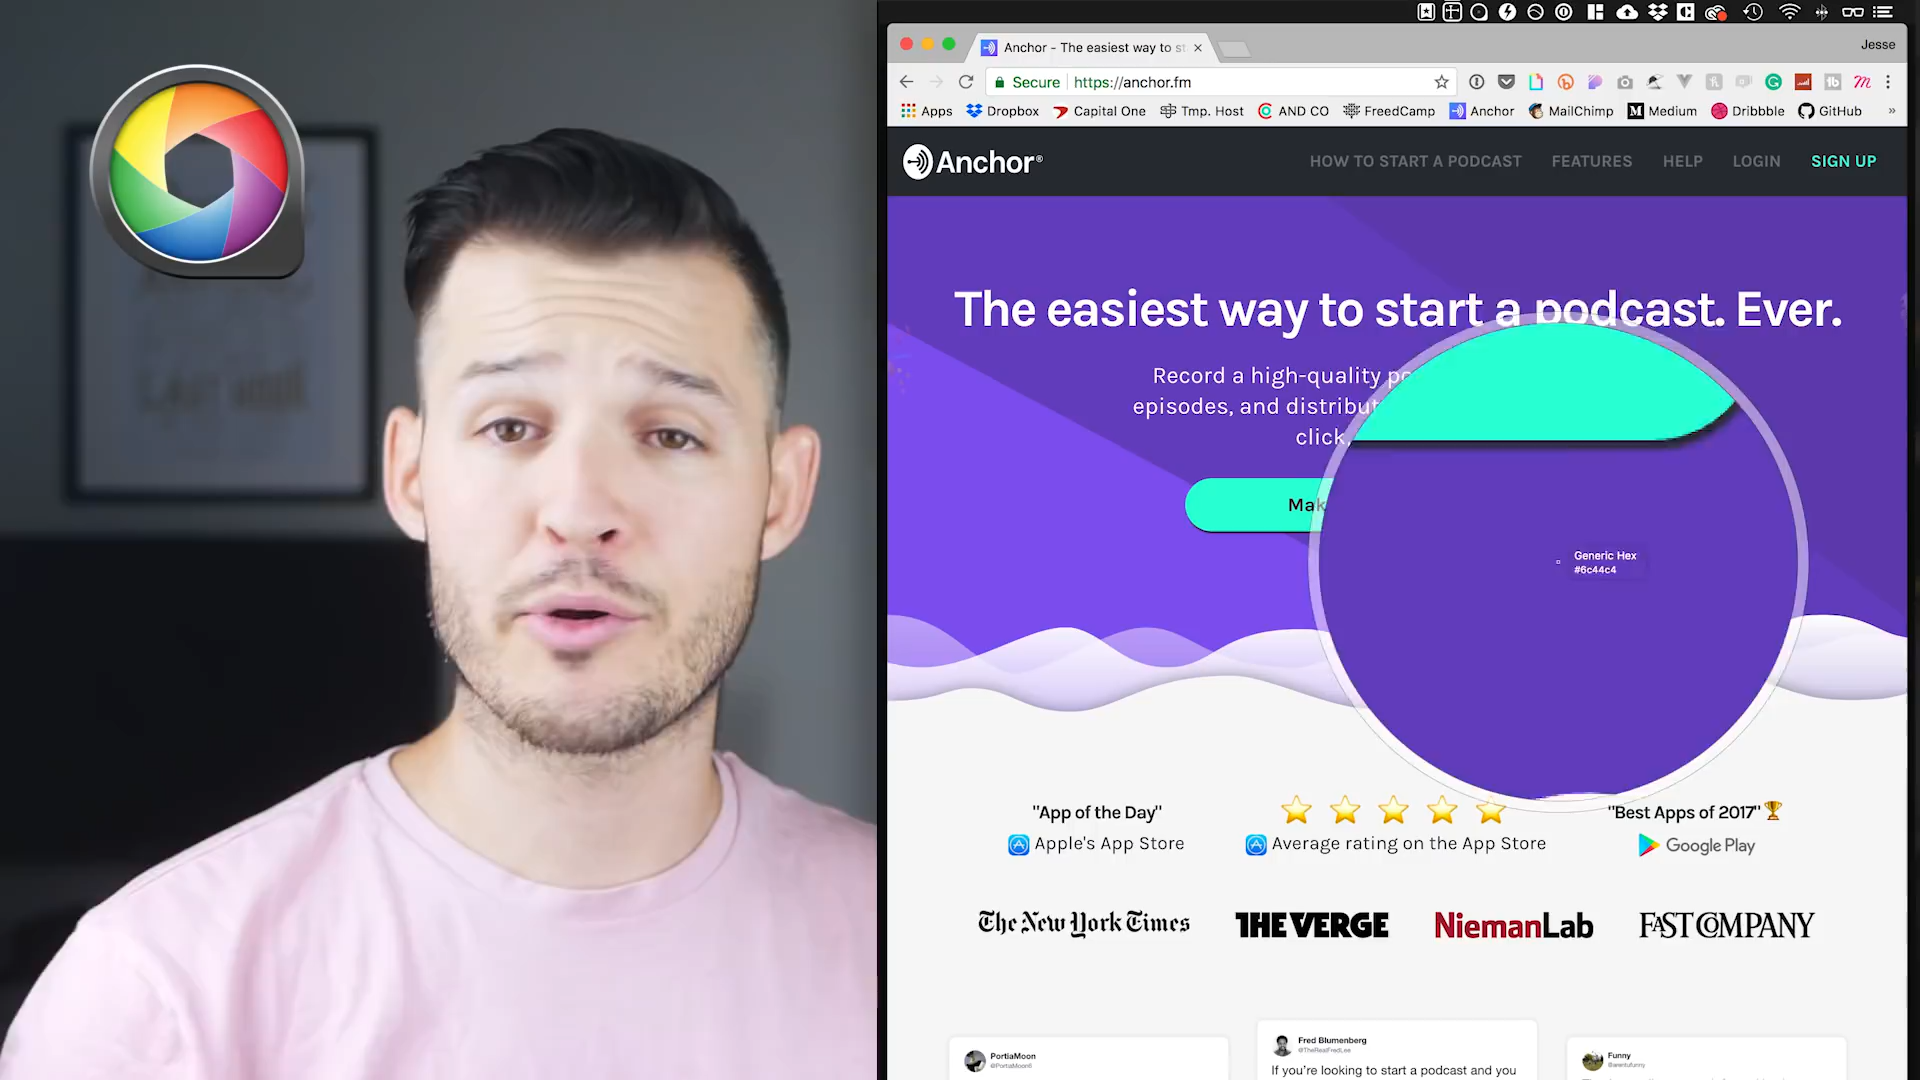 Jesse
Anchor - The easiest way to st
Secure
https://anchor.fm
Apps
Dropbox
Capital One
Tmp. Host
AND CO
FreedCamp
Anchor
MailChimp
Medium
Dribbble
GitHub
»
Anchor®
HOW TO START A PODCAST
FEATURES
HELP
LOGIN
SIGN UP
The easiest way to start a podcast. Ever.
Record a high-quality
episodes, and distribut
click.
Mak
Generic Hex
#6c44c4
"App of the Day"
Apple's App Store
Average rating on the App Store
"Best Apps of 2017"
Google Play
The New York Times
THE VERGE
NiemanLab
FAST COMPANY
PortiaMoon
@PortiaMoon6
Fred Blumenberg
@TheRealFredLee
If you're looking to start a podcast and you
Funny